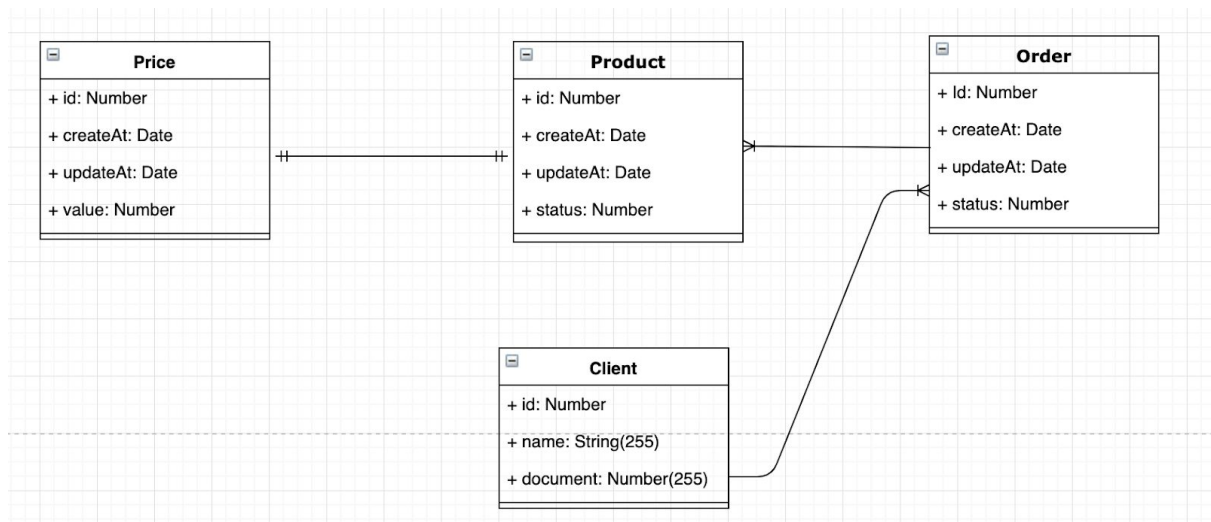 Price
+ id: Number
+ createAt: Date
+ updateAt: Date
+ value: Number
Product
+ id: Number
+ createAt: Date
+ updateAt: Date
+ status: Number
Order
+ Id: Number
+ createAt: Date
+ updateAt: Date
+ status: Number
Client
+ id: Number
+ name: String(255)
+ document: Number(255)